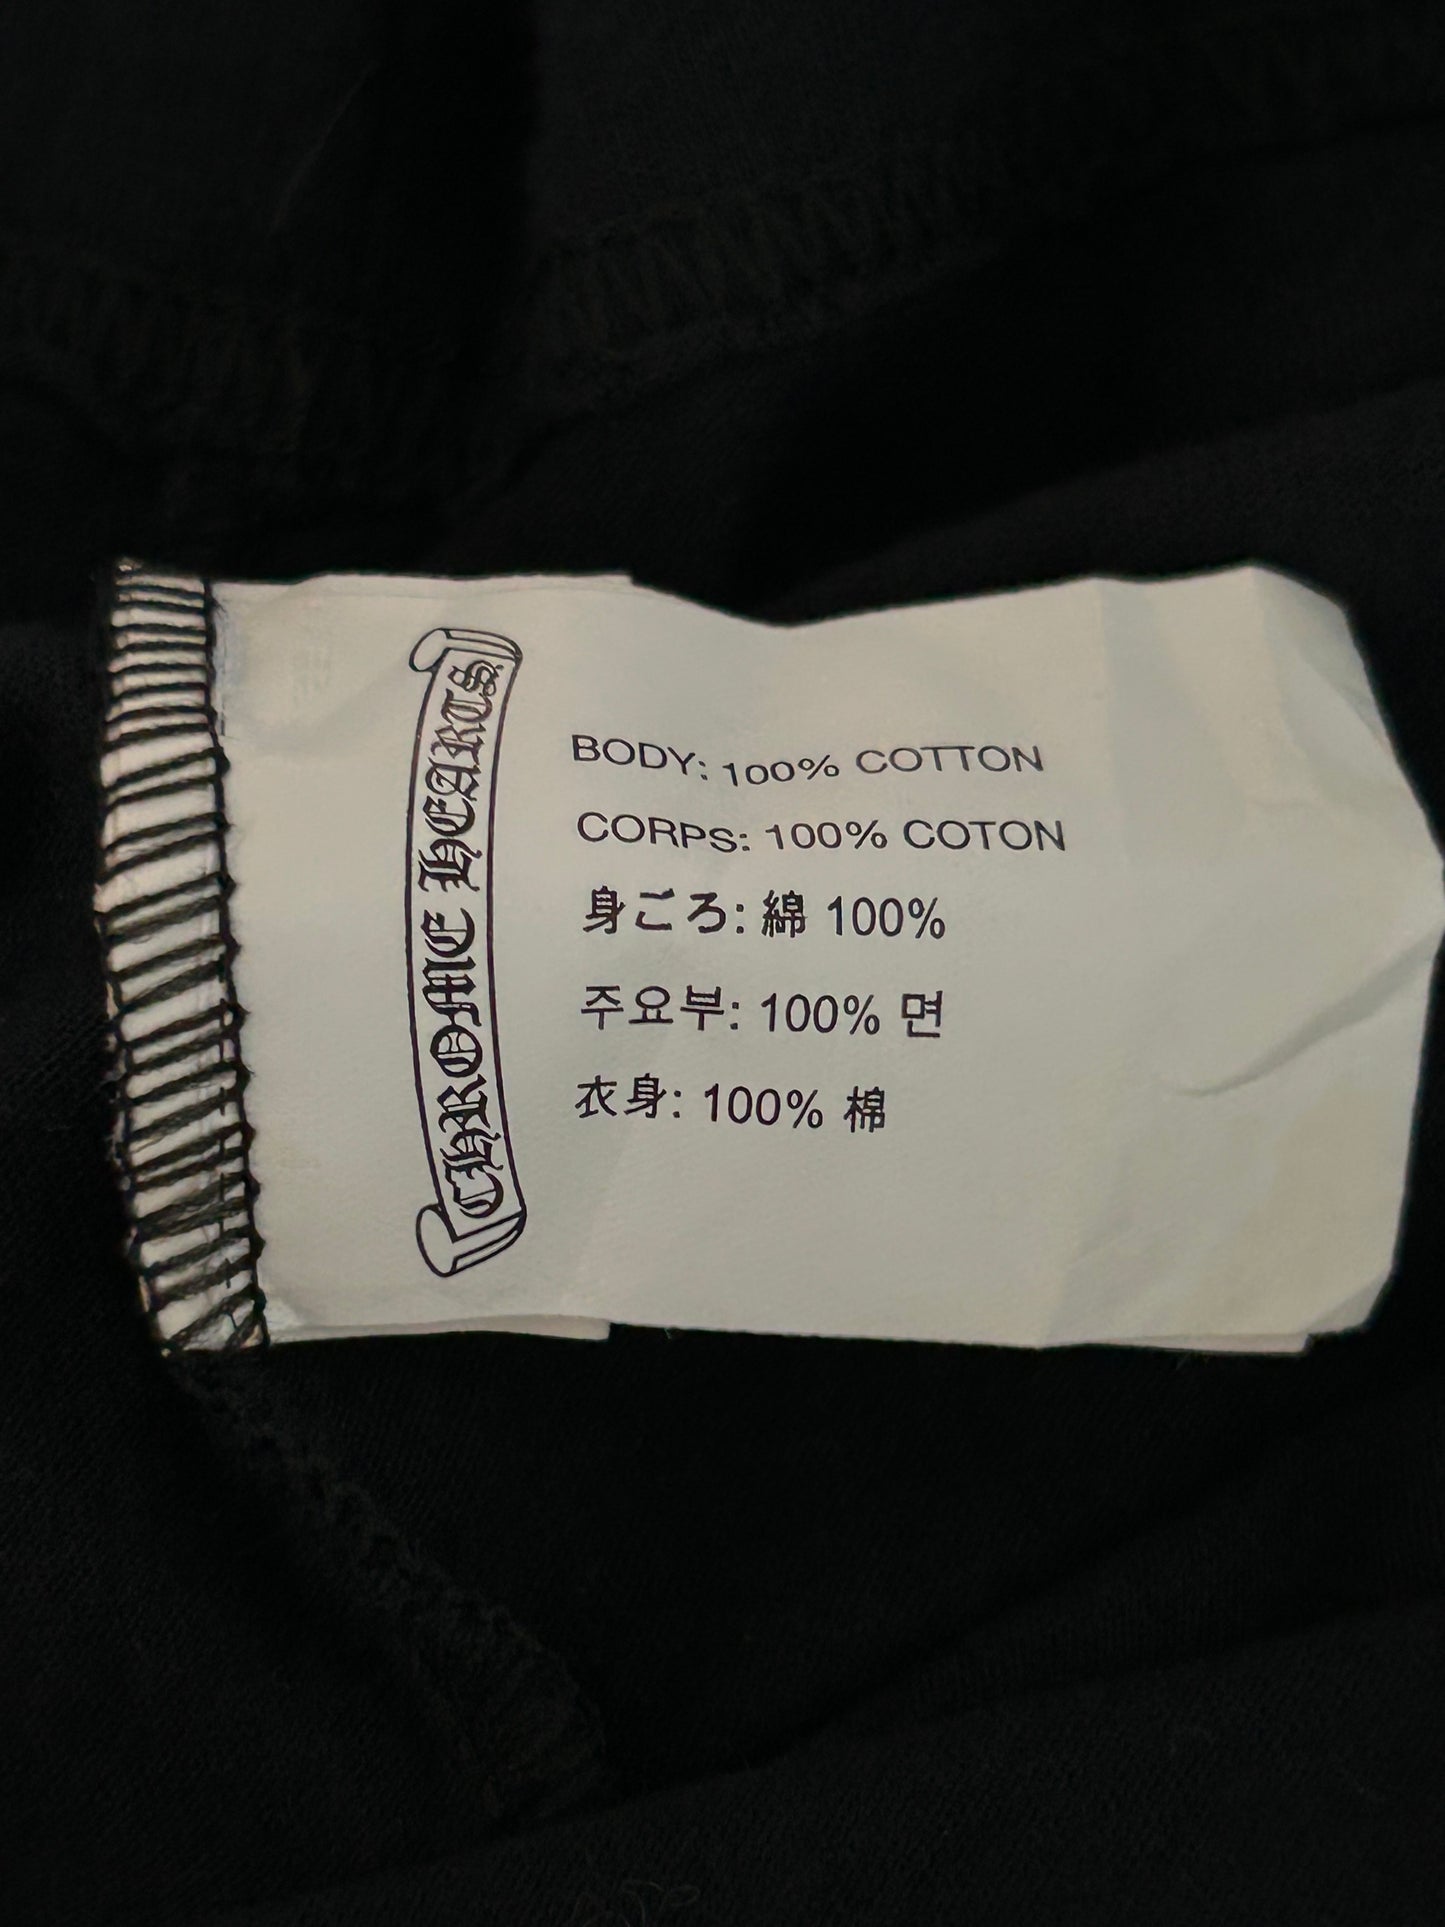 CHROME HEARTS
BODY: 100% COTTON
CORPS: 100% COTON
身ごろ: 綿 100%
주요부: 100% 면
衣身: 100% 棉